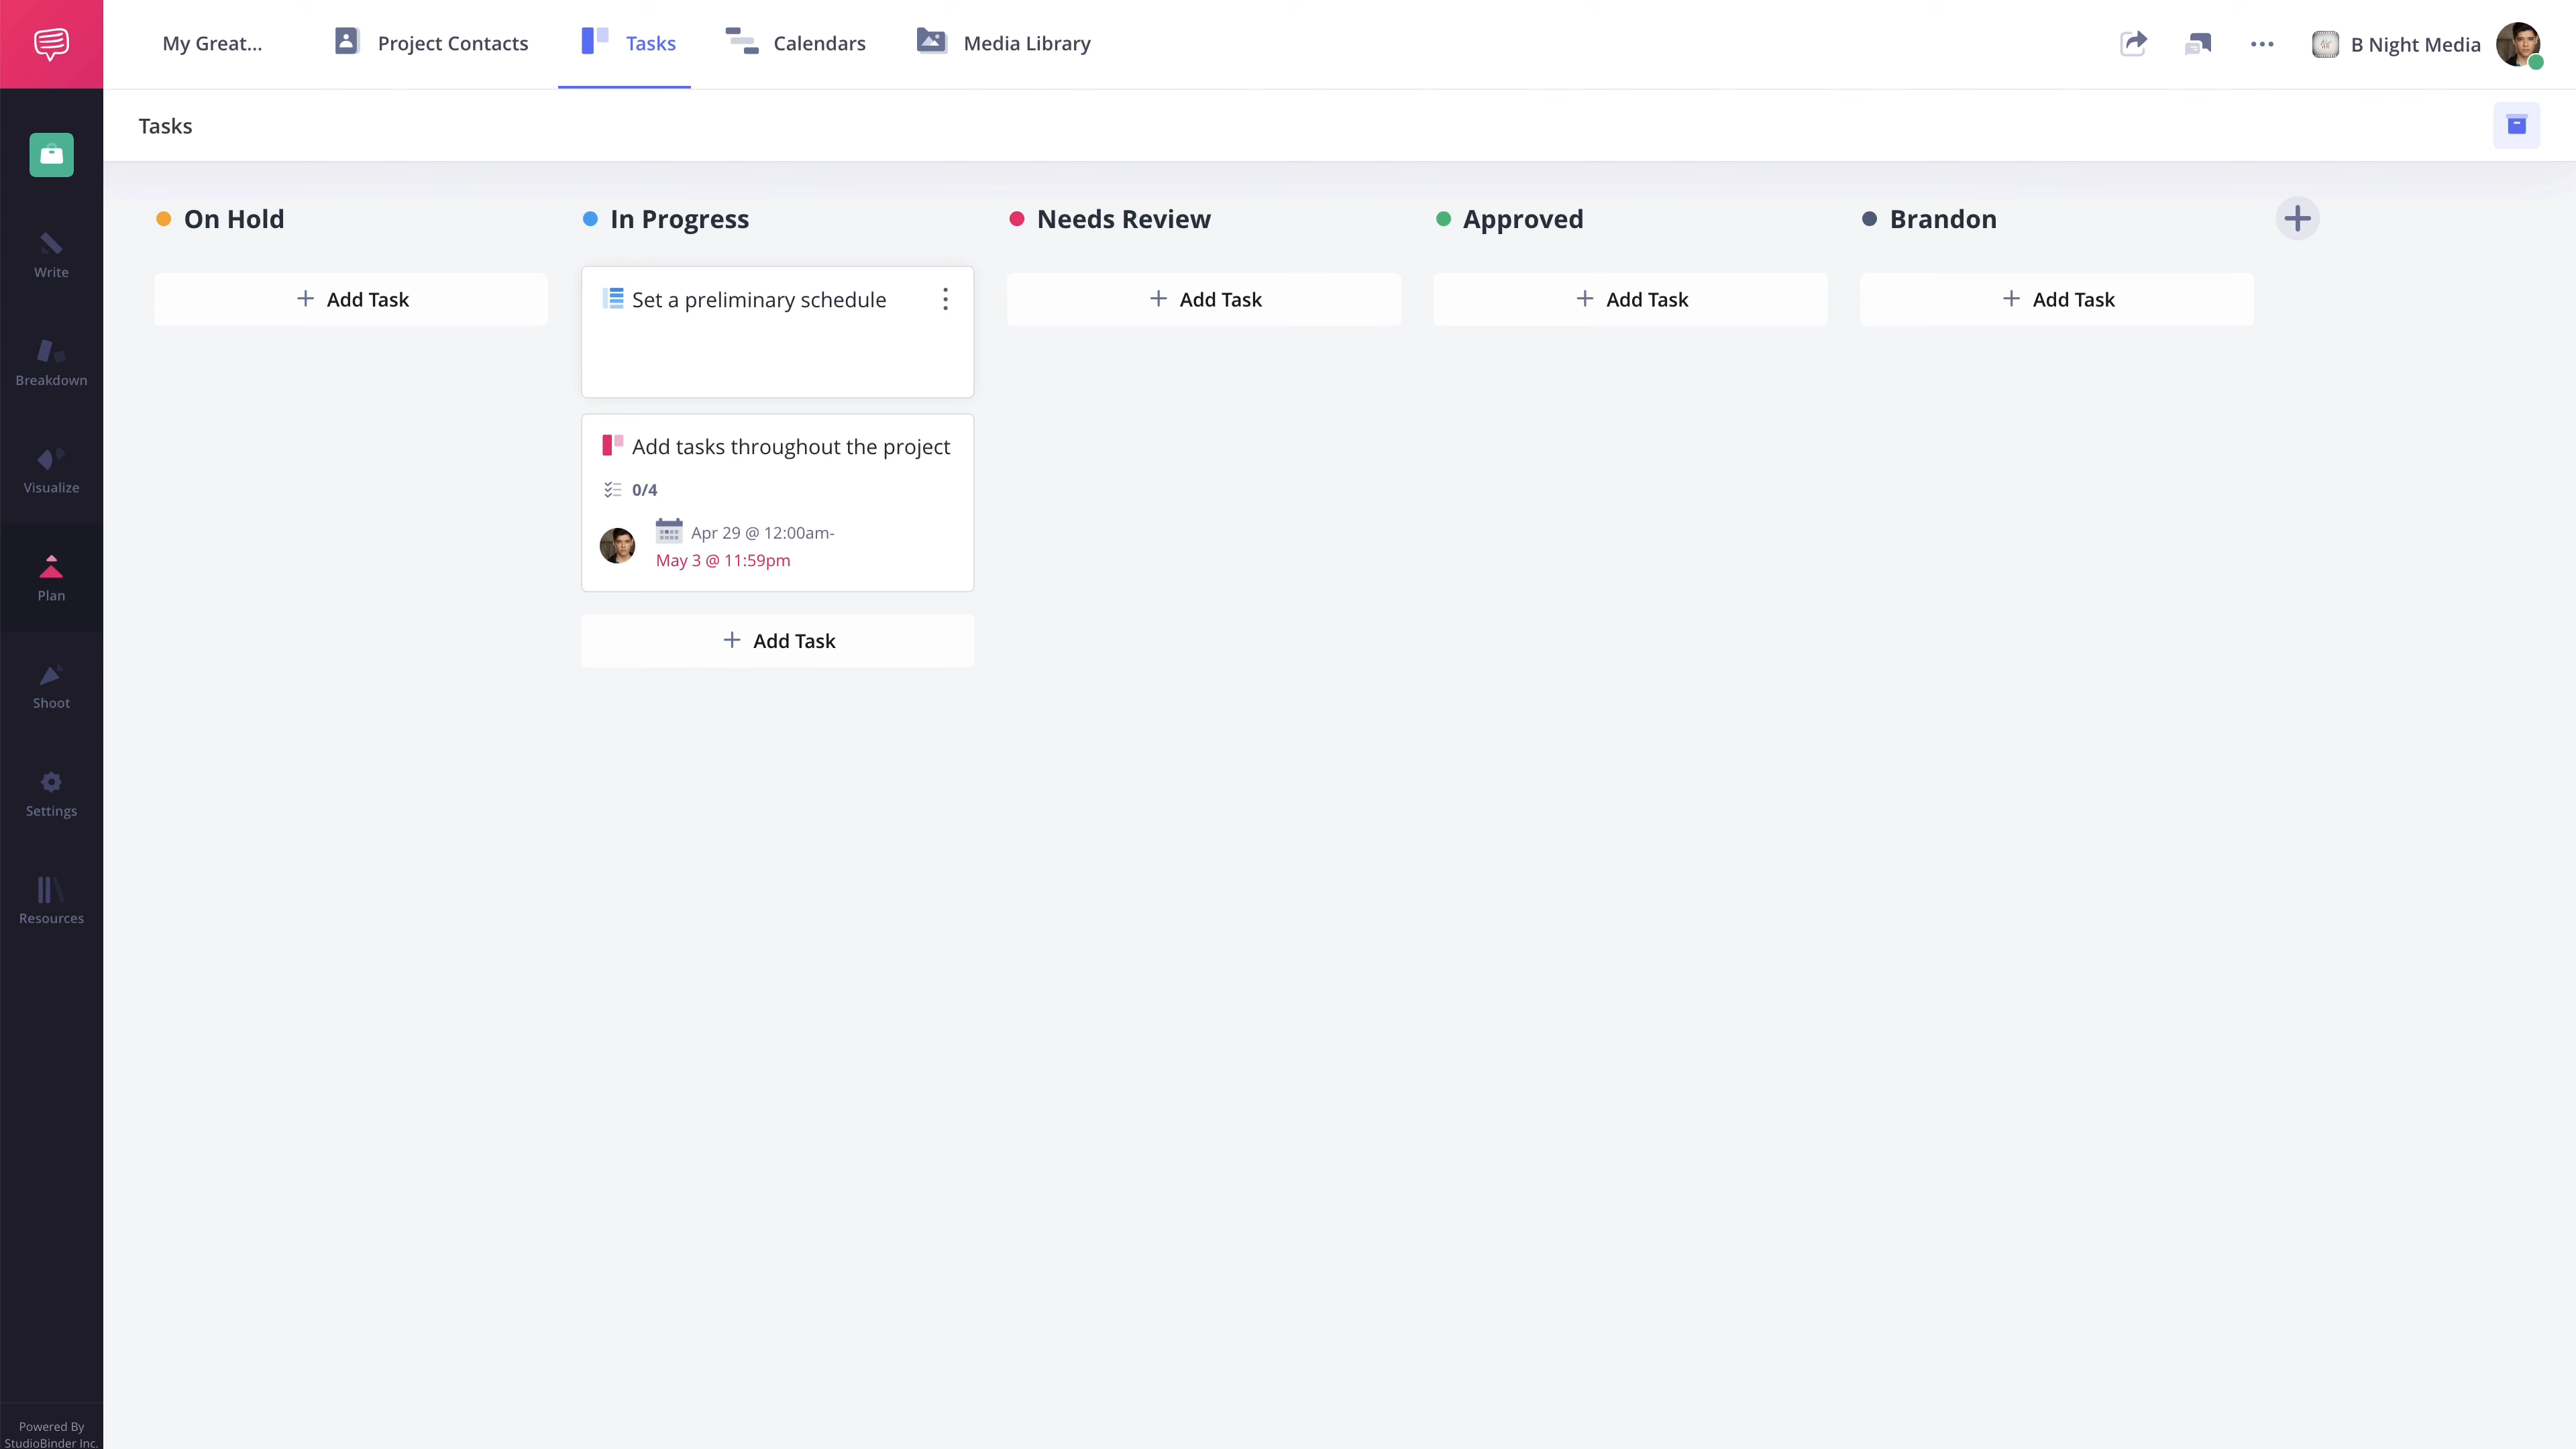 My Great...
Project Contacts
Tasks
Calendars
Media Library
B Night Media
Tasks
Write
Breakdown
Visualize
Plan
Shoot
Settings
Resources
Powered By
StudioBinder Inc.
On Hold
Add Task
In Progress
Set a preliminary schedule
Add tasks throughout the project
0/4
Apr 29 @ 12:00am-
May 3 @ 11:59pm
Add Task
Needs Review
Add Task
Approved
Add Task
Brandon
Add Task